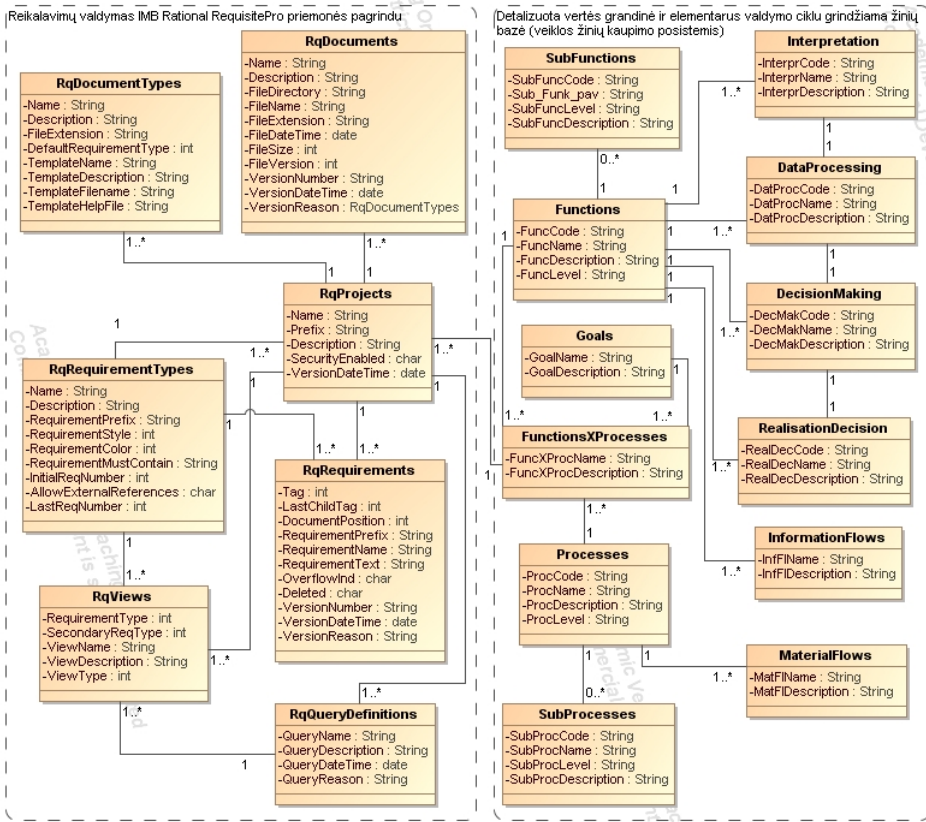 Reikalavimų valdymas IMB Rational RequisitePro priemonės pagrindu
RqDocumentTypes
-Name : String
-Description : String
-FileExtension : String
-DefaultRequirementType : int
-TemplateName : String
-TemplateDescription : String
-TemplateFilename : String
-TemplateHelpFile : String
RqDocuments
-Name : String
-Description : String
-FileDirectory : String
-FileName : String
-FileExtension : String
-FileDateTime : date
-FileSize : int
-FileVersion : int
-VersionNumber : String
-VersionDateTime : date
-VersionReason : RqDocumentTypes
1..*
1..*
1
1
RqProjects
-Name : String
-Prefix : String
-Description : String
-SecurityEnabled : char
-VersionDateTime : date
1
1..*
1..*
1
1
1
RqRequirementTypes
-Name : String
-Description : String
-RequirementPrefix : String
-RequirementStyle : int
-RequirementColor : int
-RequirementMustContain : String
-InitialReqNumber : int
-AllowExternalReferences : char
-LastReqNumber : int
1
1..*
1..*
RqRequirements
-Tag : int
-LastChildTag : int
-DocumentPosition : int
-RequirementPrefix : String
-RequirementName : String
-RequirementText : String
-OverflowInd : char
-Deleted : char
-VersionNumber : String
-VersionDateTime : date
-VersionReason : String
1
1..*
RqViews
-RequirementType : int
-SecondaryReqType : int
-ViewName : String
-ViewDescription : String
-ViewType : int
1..*
1..*
1..*
1
RqQueryDefinitions
-QueryName : String
-QueryDescription : String
-QueryDateTime : date
-QueryReason : String
Detalizuota vertės grandinė ir elementarus valdymo ciklu grindžiama žinių
bazė (veiklos žinių kaupimo posistemis)
SubFunctions
-SubFuncCode : String
-Sub_Funk_pav : String
-SubFuncLevel : String
-SubFuncDescription : String
0..*
1
1
Functions
-FuncCode : String
-FuncName : String
-FuncDescription : String
-FuncLevel : String
1
1
1
1
1
Goals
-GoalName : String
-GoalDescription : String
1
1..*
1..*
1
FunctionsXProcesses
-FuncXProcName : String
-FuncXProcDescription : String
1..*
1
Processes
-ProcCode : String
-ProcName : String
-ProcDescription : String
-ProcLevel : String
1
1
0..*
SubProcesses
-SubProcCode : String
-SubProcName : String
-SubProcLevel : String
-SubProcDescription : String
Interpretation
-InterprCode : String
-InterprName : String
-InterprDescription : String
1..*
1
1
DataProcessing
-DatProcCode : String
-DatProcName : String
-DatProcDescription : String
1..*
1
1
DecisionMaking
-DecMakCode : String
-DecMakName : String
-DecMakDescription : String
1..*
1
1
RealisationDecision
-RealDecCode : String
-RealDecName : String
-RealDecDescription : String
1..*
InformationFlows
-InfFlName : String
-InfFlDescription : String
1..*
MaterialFlows
-MatFlName : String
-MatFlDescription : String
1..*